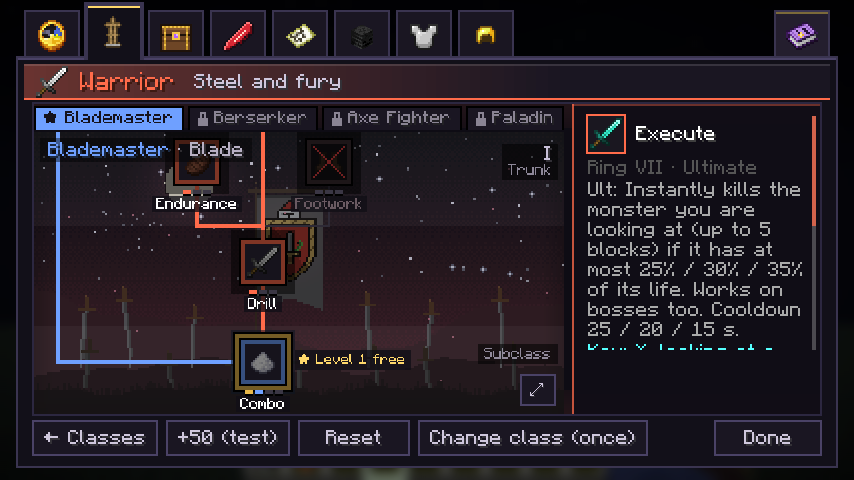 Warrior Steel and fury
Blademaster Berserker Axe Fighter Paladin
Blademaster · Blade
I
Trunk
Endurance
Footwork
Drill
Level 1 free
Combo
Subclass
Execute
Ring VII · Ultimate
Ult: Instantly kills the
monster you are
looking at (up to 5
blocks) if it has at
most 25% / 30% / 35%
of its life. Works on
bosses too. Cooldown
25 / 20 / 15 s.
← Classes
+50 (test)
Reset
Change class (once)
Done